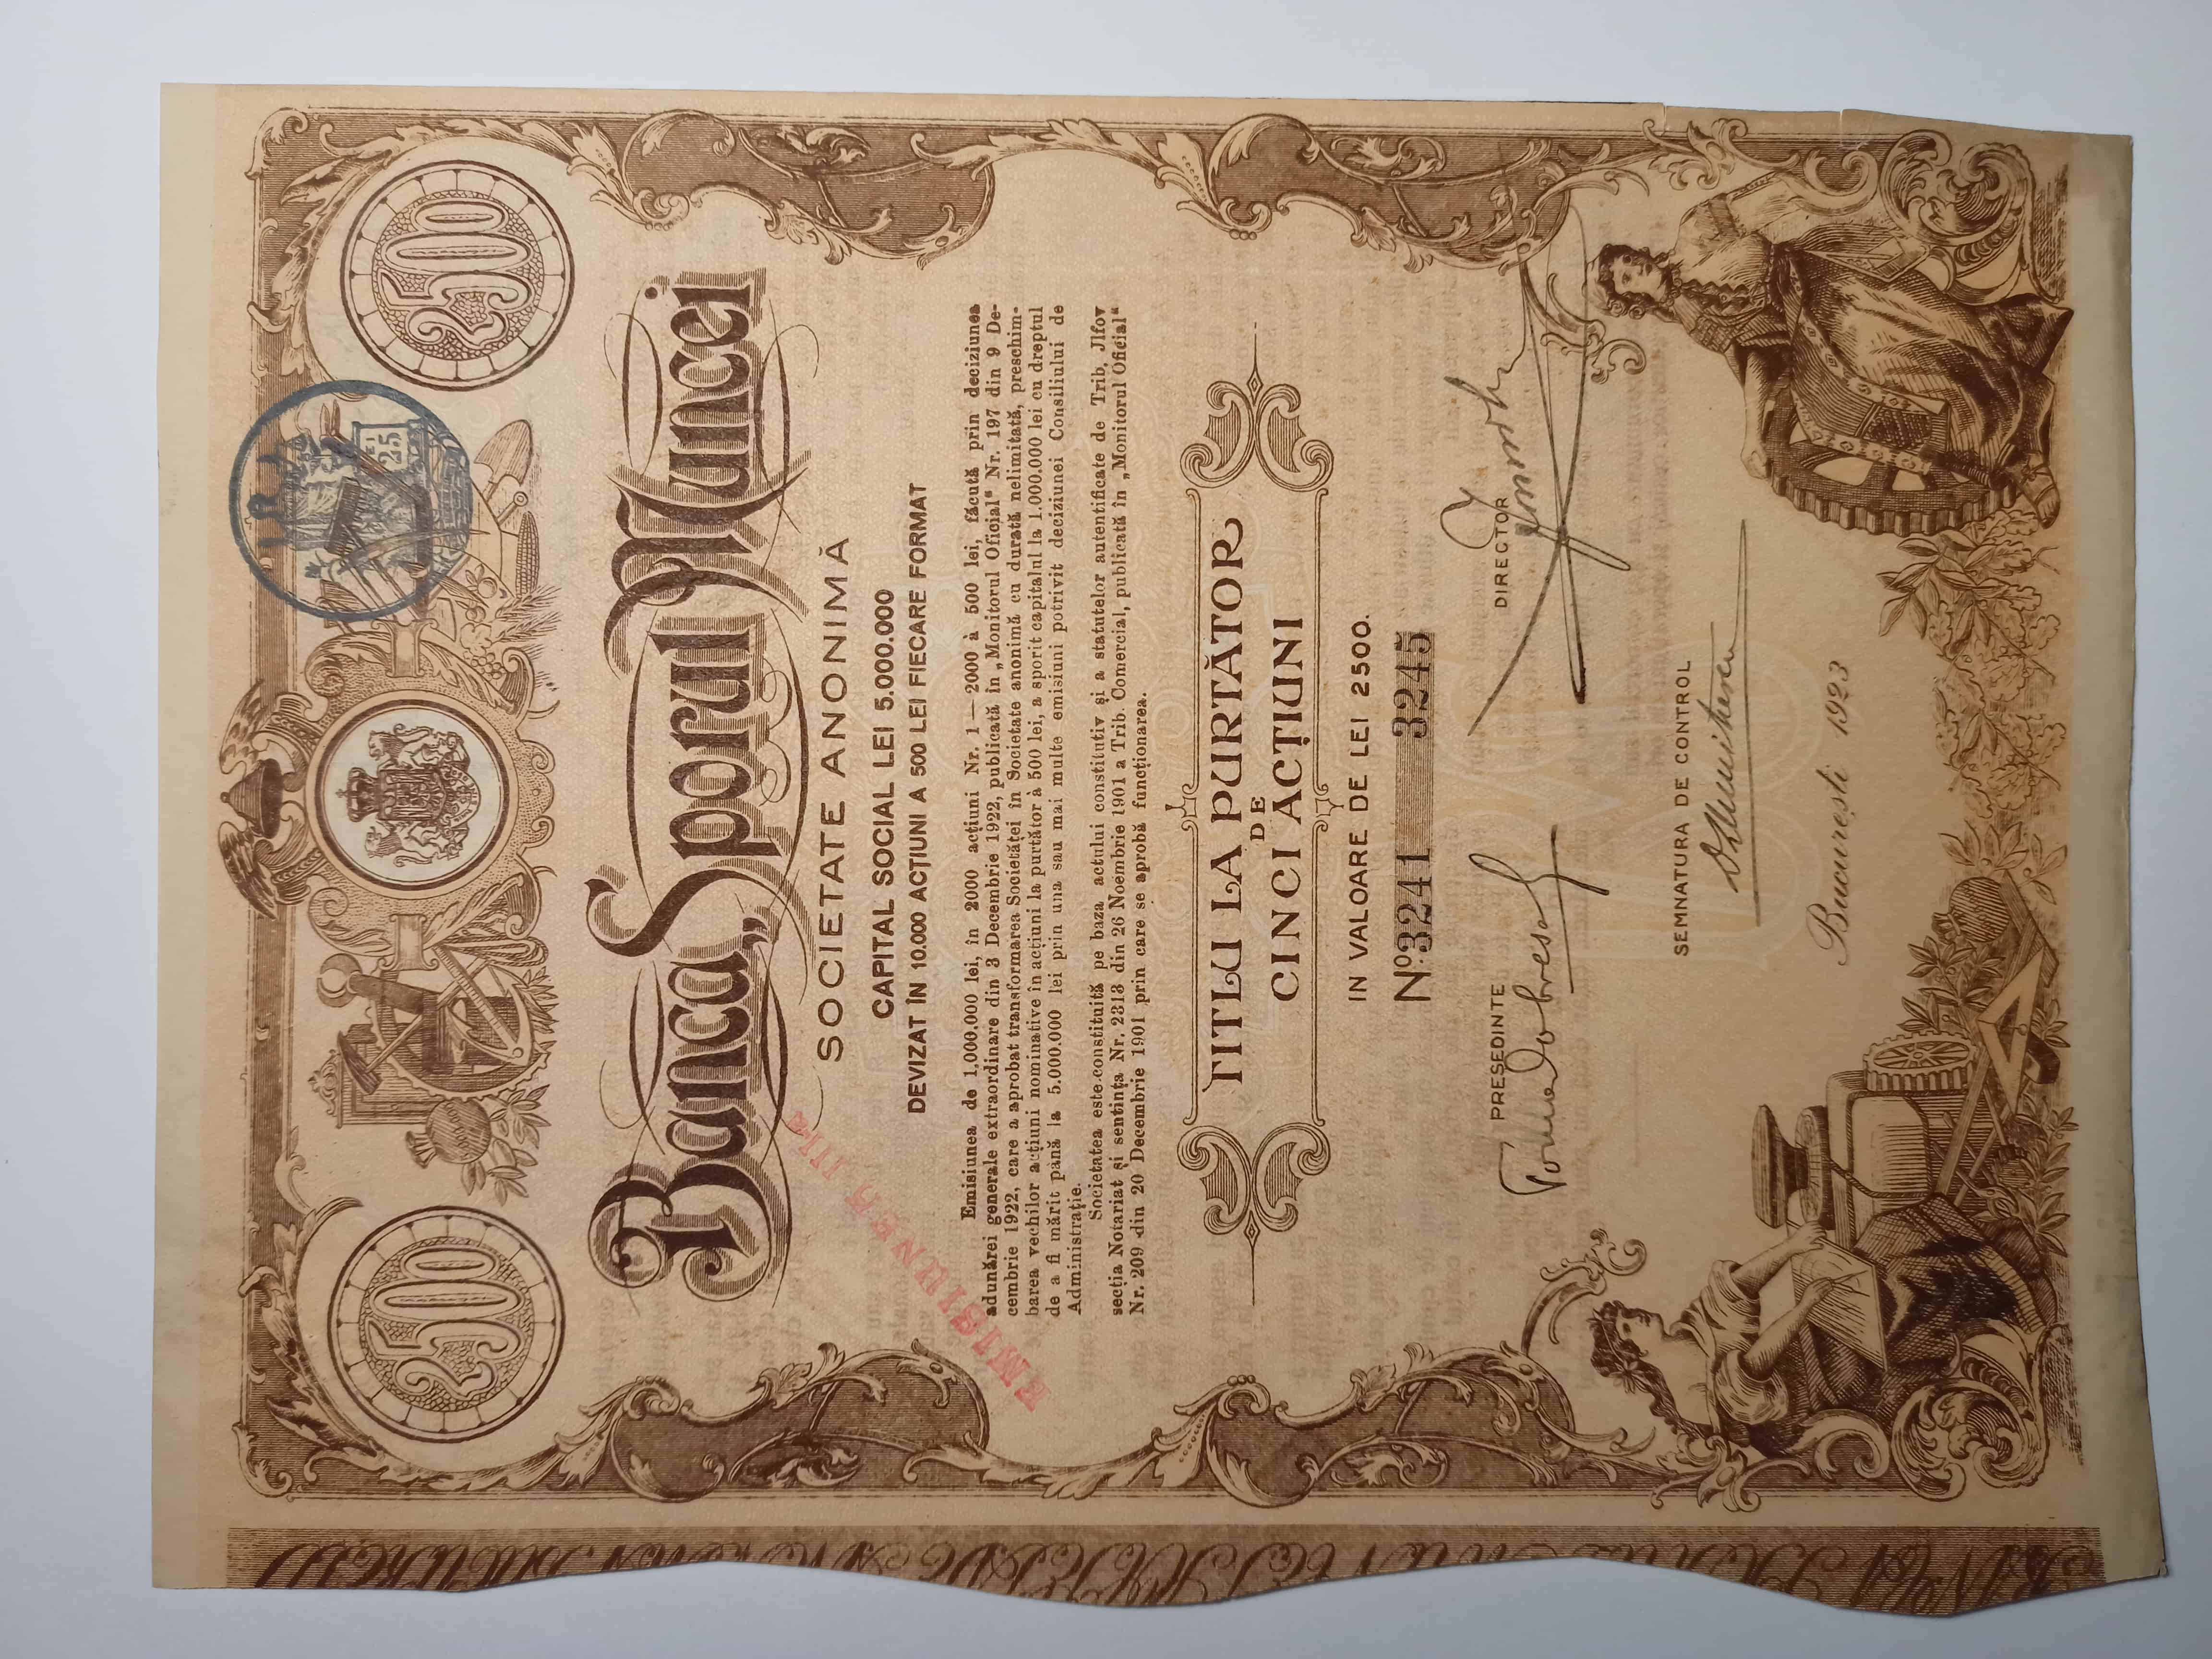 2500
2500
LEI
25
Banca „Sporul Muncei
SOCIETATE ANONIMĂ
CAPITAL SOCIAL LEI 5.000.000
DEVIZAT ÎN 10.000 ACȚIUNI A 500 LEI FIECARE FORMAT
EMISIUNEA III-a
Emisiunea de 1,000.000 lei, în 2000 acțiuni Nr. 1 — 2000 à 500 lei, făcută prin deciziunea
adunărei generale extraordinare din 3 Decembrie 1922, publicată în „Monitorul Oficial" Nr. 197 din 9 De-
cembrie 1922, care a aprobat transformarea Societăței în Societate anonimă cu durată nelimitată, preschim-
barea vechilor acțiuni nominative în acțiuni la purtător à 500 lei, a sporit capitalul la 1.000.000 lei cu dreptul
de a fi mărit până la 5.000.000 lei prin una sau mai multe emisiuni potrivit deciziunei Consiliului de
Administrație.
Societatea este constituită pe baza actului constitutiv și a statutelor autentificate de Trib, Jlfov
secția Notariat și sentința Nr. 2313 din 26 Noembrie 1901 a Trib. Comercial, publicată în „Monitorul Oficial"
Nr. 209 din 20 Decembrie 1901 prin care se aprobă funcționarea.
TITLU LA PURTĂTOR
DE
CINCI ACȚIUNI
IN VALOARE DE LEI 2500.
No: 3241 3245
PRESEDINTE
DIRECTOR
SEMNATURA DE CONTROL
București 1923